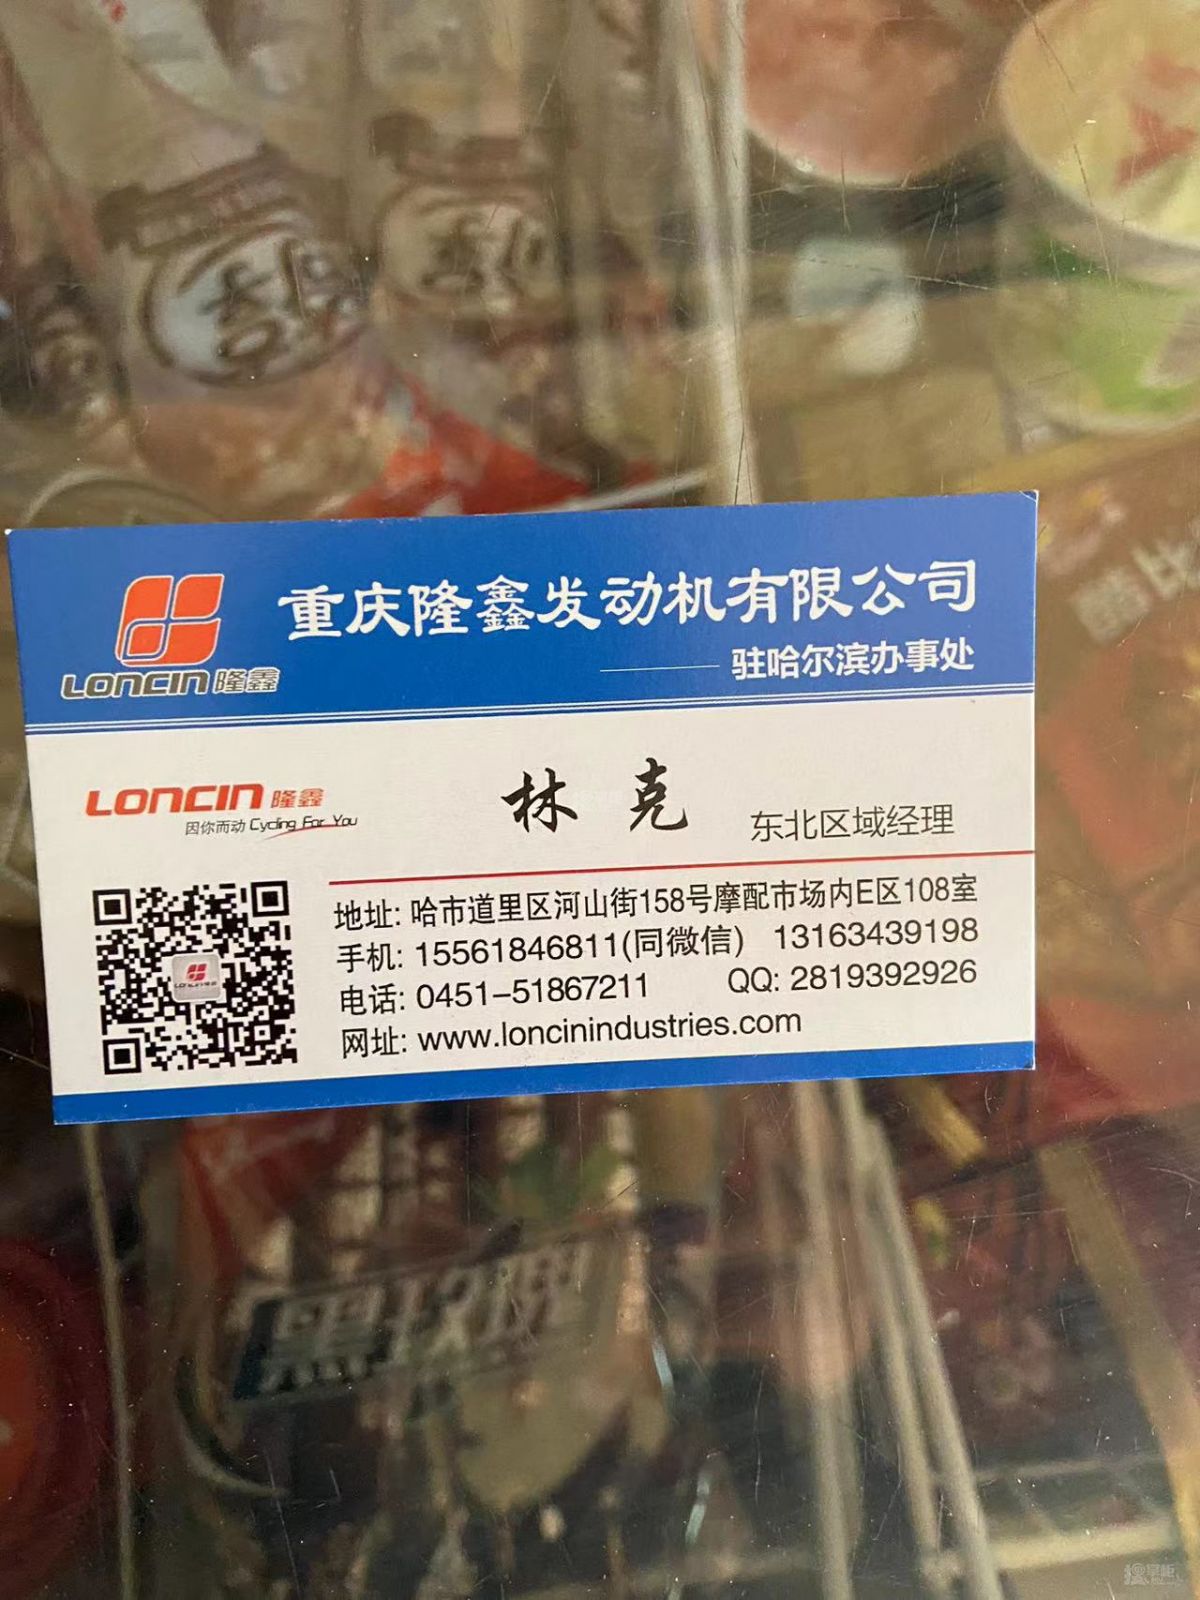 重庆隆鑫发动机有限公司
驻哈尔滨办事处
LONCIN 隆鑫
LONCIN 隆鑫
因你而动 Cycling For You
林克
东北区域经理
地址: 哈市道里区河山街158号摩配市场内E区108室
手机: 15561846811(同微信) 13163439198
电话: 0451-51867211 QQ: 2819392926
网址: www.loncinindustries.com
黑玫瑰